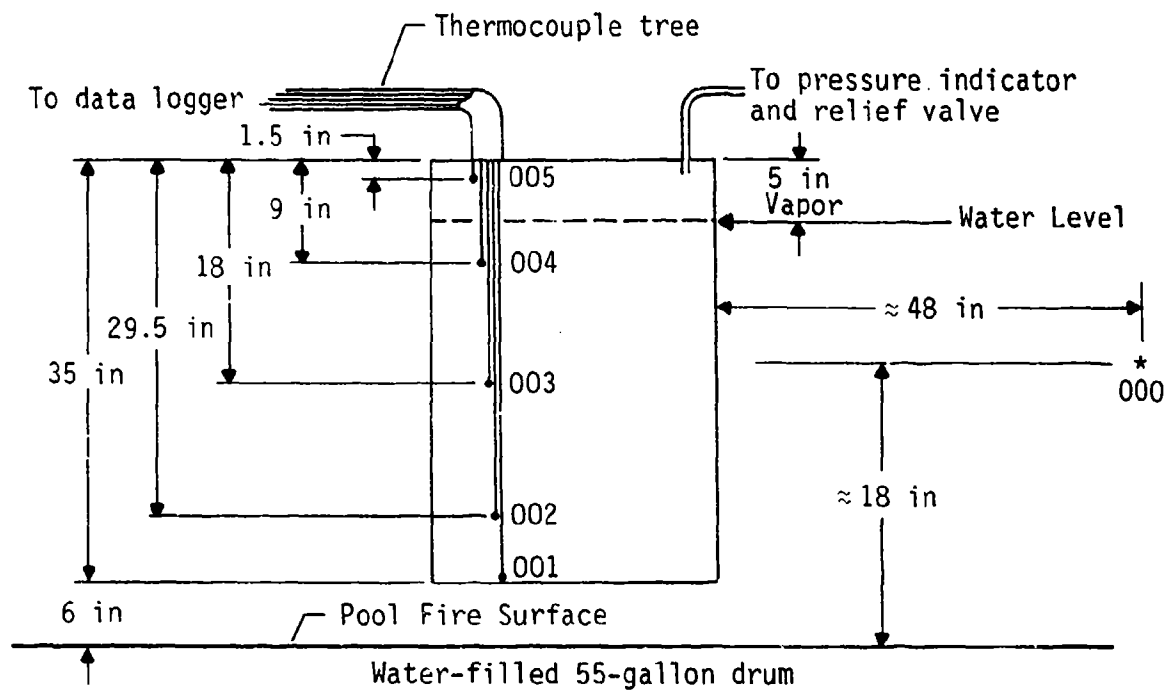 Thermocouple tree
To data logger
To pressure indicator
and relief valve
1.5 in
005
5 in
9 in
Vapor
Water Level
004
18 in
≈ 48 in
29.5 in
35 in
003
*
000
≈ 18 in
002
001
6 in
Pool Fire Surface
Water-filled 55-gallon drum